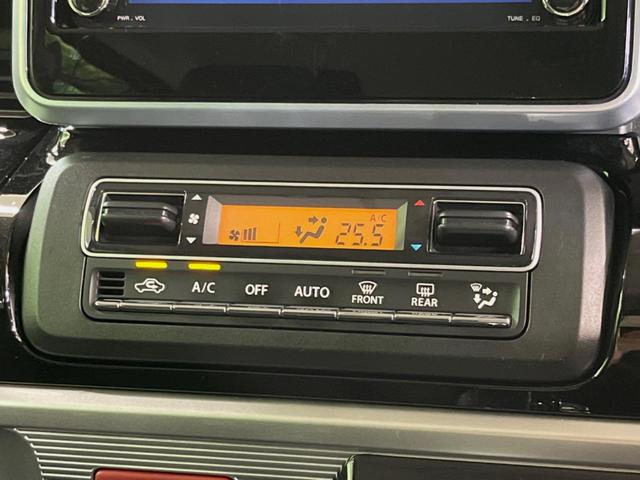 PWR . VOL
TUNE . EQ
A/C
25.5
A/C OFF AUTO FRONT REAR